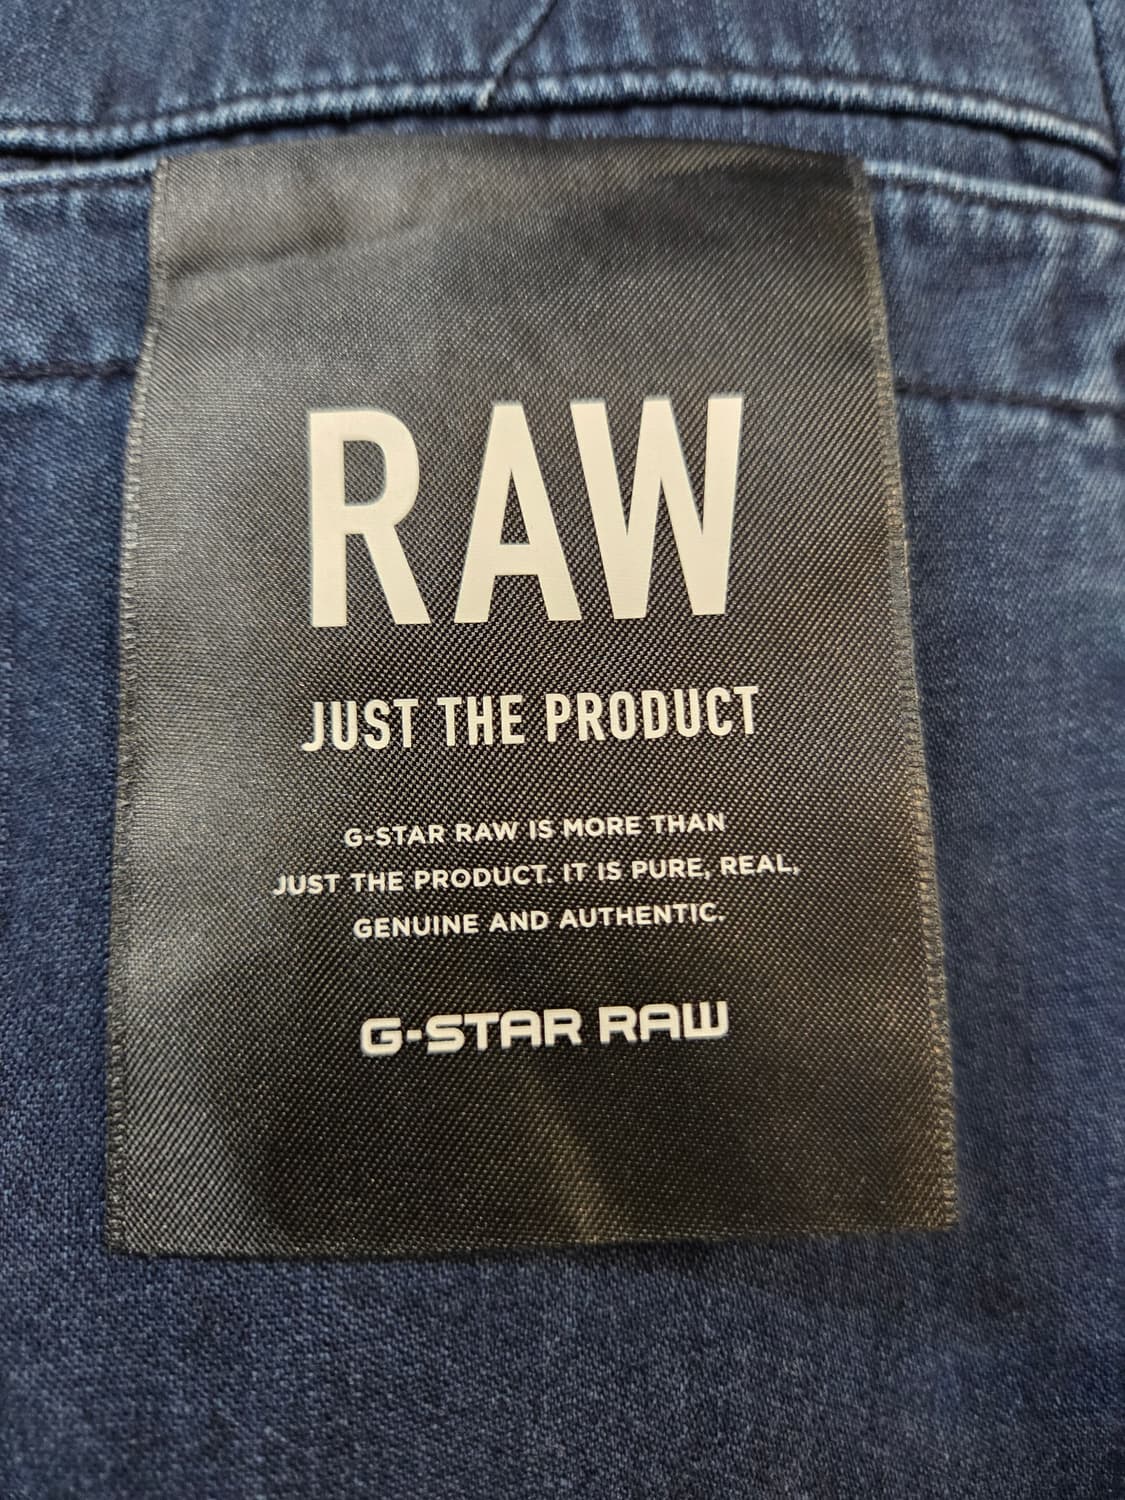 RAW
JUST THE PRODUCT
G-STAR RAW IS MORE THAN
JUST THE PRODUCT. IT IS PURE, REAL,
GENUINE AND AUTHENTIC.
G-STAR RAW